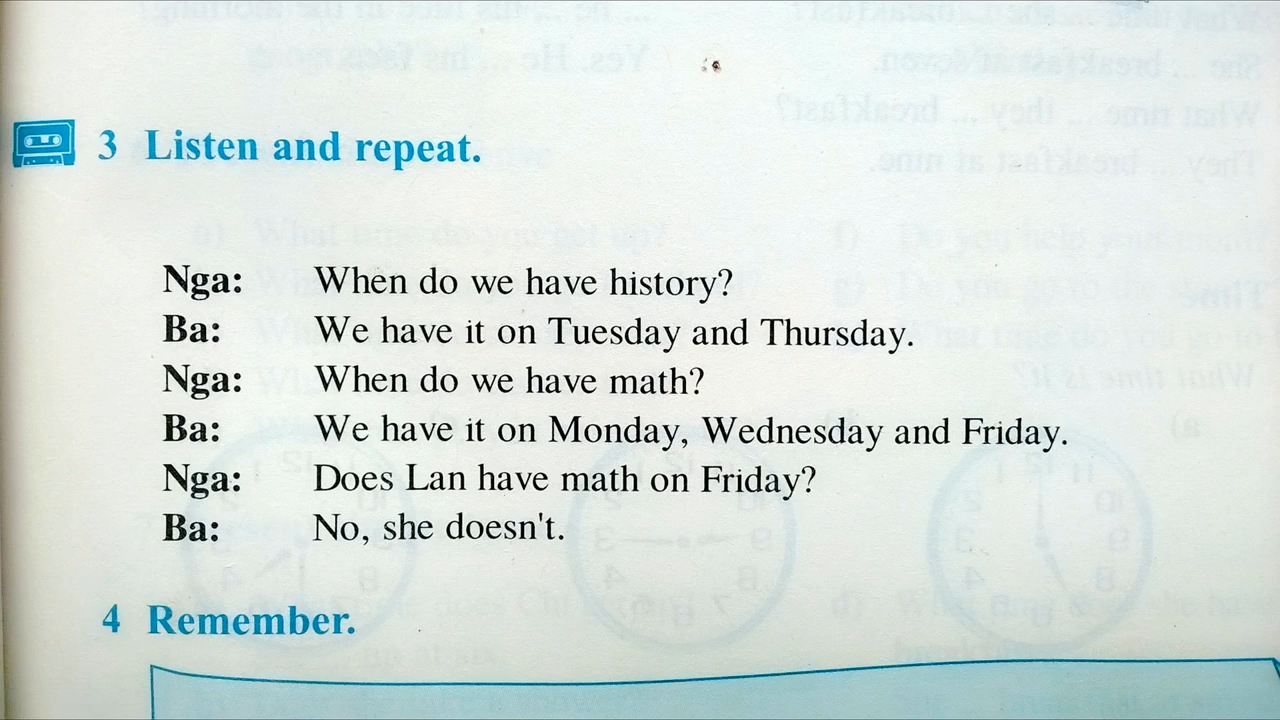 3 Listen and repeat.
Nga: When do we have history?
Ba: We have it on Tuesday and Thursday.
Nga: When do we have math?
Ba: We have it on Monday, Wednesday and Friday.
Nga: Does Lan have math on Friday?
Ba: No, she doesn't.
4 Remember.